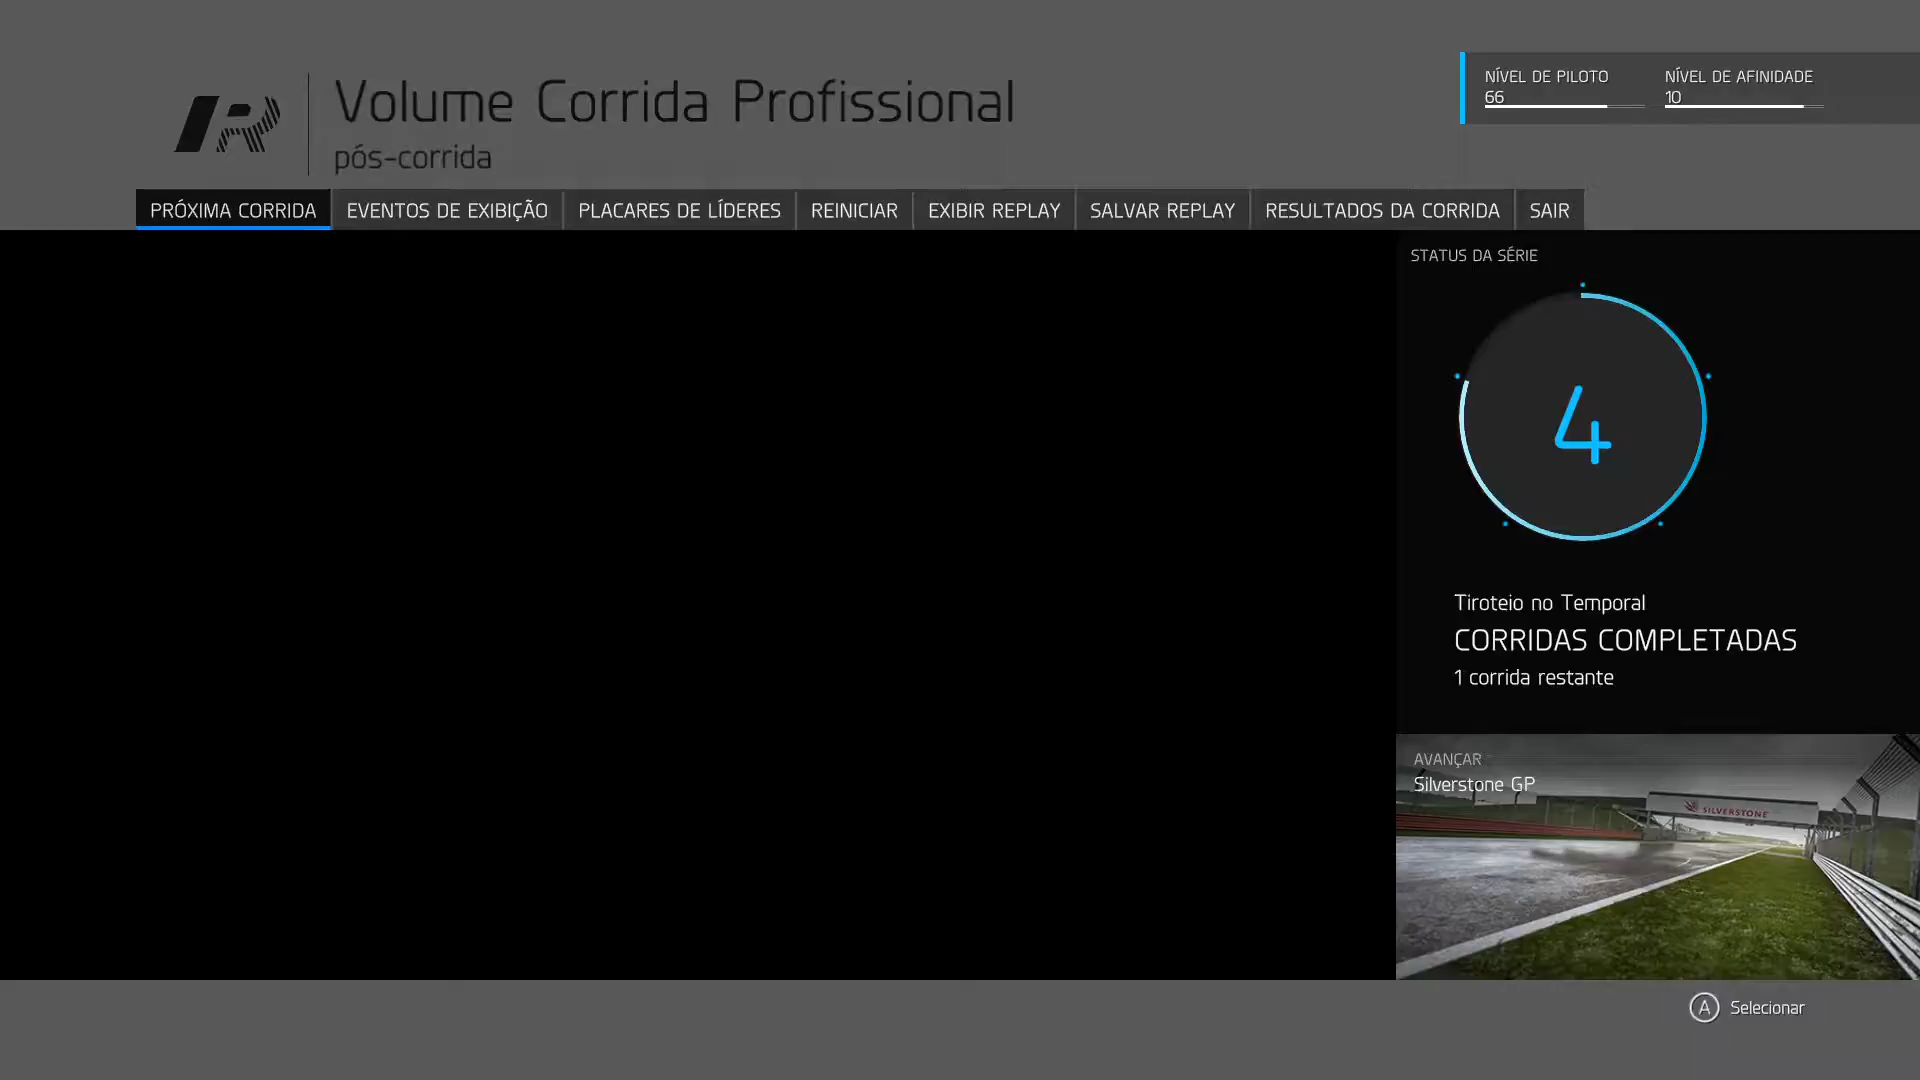 Volume Corrida Profissional
pós-corrida
NÍVEL DE PILOTO
66
NÍVEL DE AFINIDADE
10
PRÓXIMA CORRIDA
EVENTOS DE EXIBIÇÃO
PLACARES DE LÍDERES
REINICIAR
EXIBIR REPLAY
SALVAR REPLAY
RESULTADOS DA CORRIDA
SAIR
STATUS DA SÉRIE
4
Tiroteio no Temporal
CORRIDAS COMPLETADAS
1 corrida restante
AVANÇAR
Silverstone GP
SILVERSTONE
A Selecionar